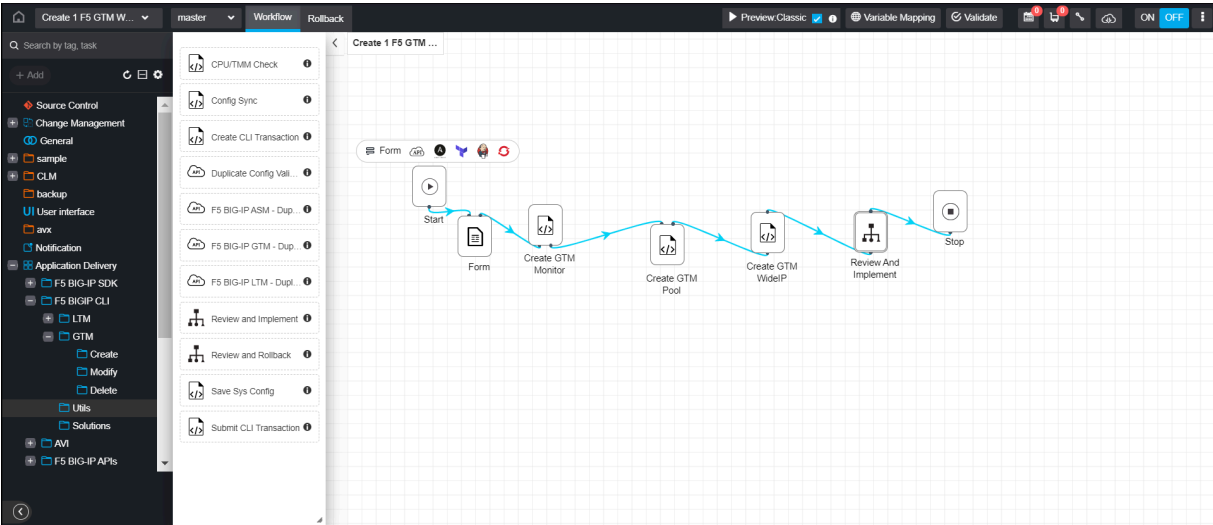 Create 1 F5 GTM W...
master
Workflow
Rollback
Preview:Classic
Variable Mapping
Validate
0
0
ON
OFF
Search by tag, task
+ Add
Source Control
Change Management
General
sample
CLM
backup
User interface
avx
Notification
Application Delivery
F5 BIG-IP SDK
F5 BIGIP CLI
LTM
GTM
Create
Modify
Delete
Utils
Solutions
AVI
F5 BIG-IP APIs
CPU/TMM Check
Config Sync
Create CLI Transaction
API
Duplicate Config Vali...
API
F5 BIG-IP ASM - Dup...
API
F5 BIG-IP GTM - Dup...
API
F5 BIG-IP LTM - Dupl...
Review and Implement
Review and Rollback
Save Sys Config
Submit CLI Transaction
Create 1 F5 GTM ...
Form
API
Start
Form
Create GTM
Monitor
Create GTM
Pool
Create GTM
WideIP
Review And
Implement
Stop